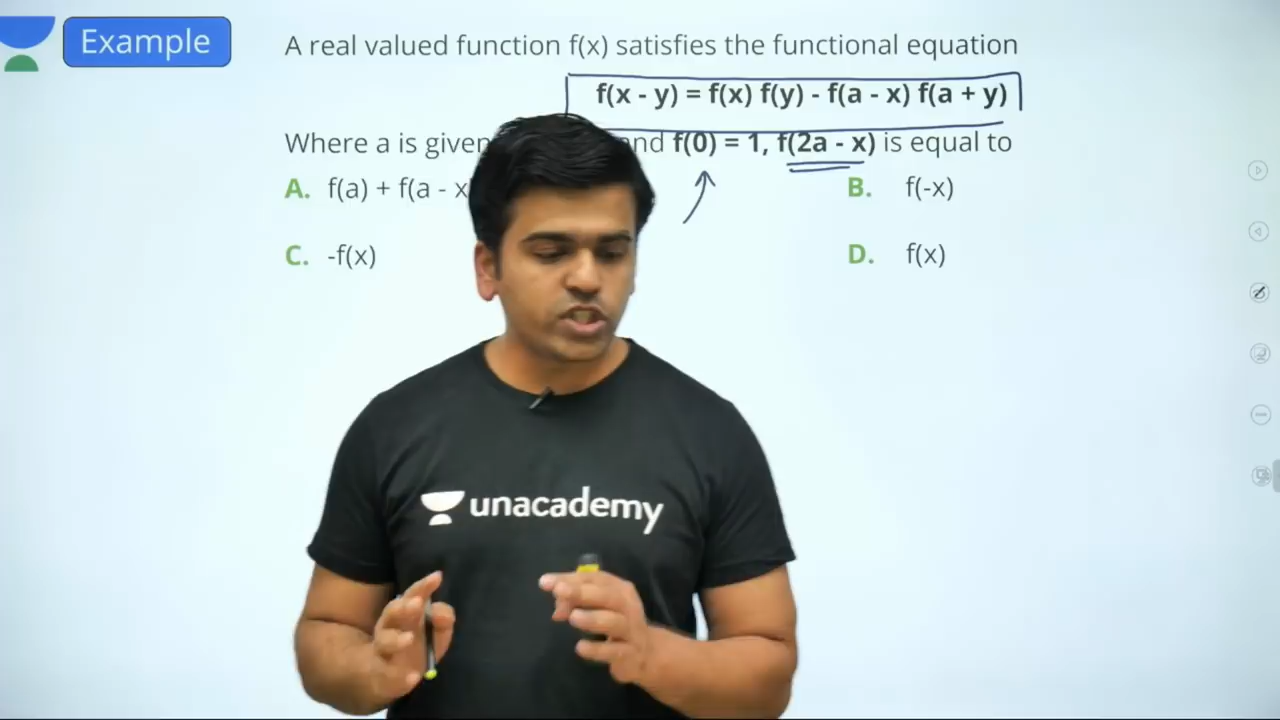 Example
A real valued function f(x) satisfies the functional equation
f(x - y) = f(x) f(y) - f(a - x) f(a + y)
Where a is given and f(0) = 1, f(2a - x) is equal to
A. f(a) + f(a - x
B. f(-x)
C. -f(x)
D. f(x)
unacademy